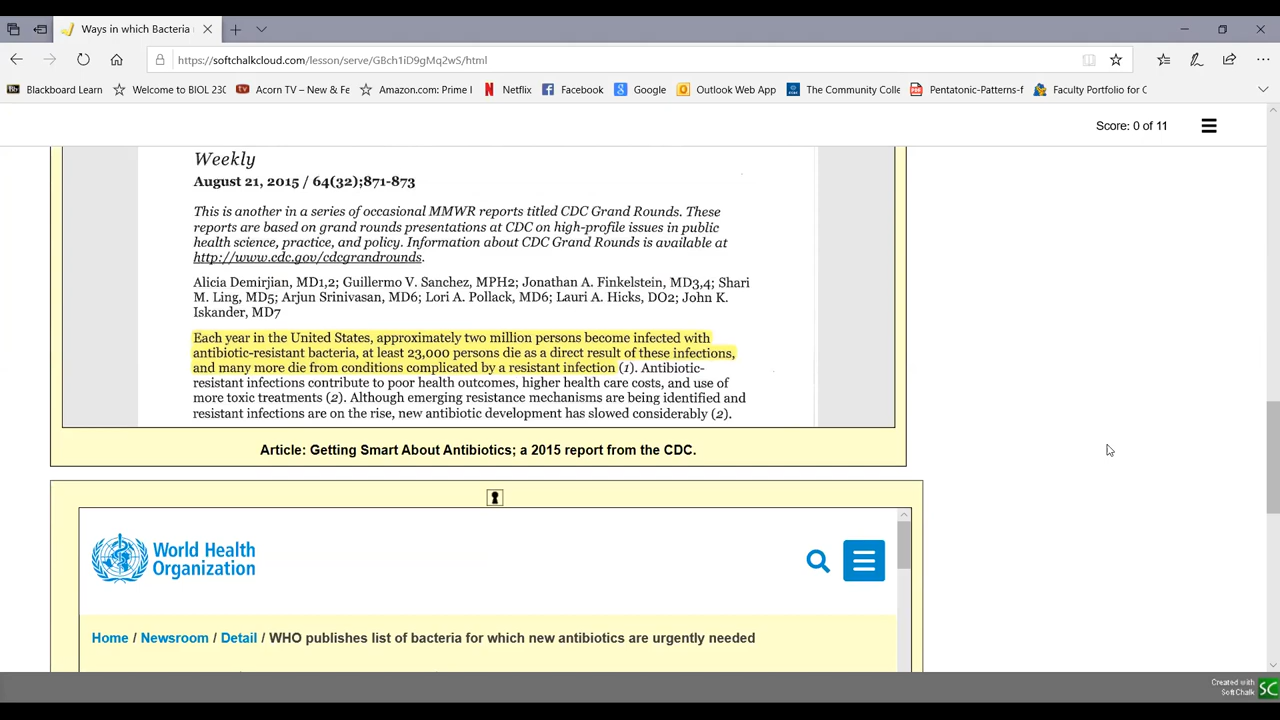 Ways in which Bacteria
https://softchalkcloud.com/lesson/serve/GBch1iD9gMq2wS/html
Blackboard Learn
Welcome to BIOL 230
Acorn TV – New & Fe
Amazon.com: Prime I
Netflix
Facebook
Google
Outlook Web App
The Community Colle
Pentatonic-Patterns-f
Faculty Portfolio for C
Score: 0 of 11
Weekly
August 21, 2015 / 64(32);871-873
This is another in a series of occasional MMWR reports titled CDC Grand Rounds. These
reports are based on grand rounds presentations at CDC on high-profile issues in public
health science, practice, and policy. Information about CDC Grand Rounds is available at
http://www.cdc.gov/cdcgrandrounds.
Alicia Demirjian, MD1,2; Guillermo V. Sanchez, MPH2; Jonathan A. Finkelstein, MD3,4; Shari
M. Ling, MD5; Arjun Srinivasan, MD6; Lori A. Pollack, MD6; Lauri A. Hicks, DO2; John K.
Iskander, MD7
Each year in the United States, approximately two million persons become infected with
antibiotic-resistant bacteria, at least 23,000 persons die as a direct result of these infections,
and many more die from conditions complicated by a resistant infection (1). Antibiotic-
resistant infections contribute to poor health outcomes, higher health care costs, and use of
more toxic treatments (2). Although emerging resistance mechanisms are being identified and
resistant infections are on the rise, new antibiotic development has slowed considerably (2).
Article: Getting Smart About Antibiotics; a 2015 report from the CDC.
World Health
Organization
Home / Newsroom / Detail / WHO publishes list of bacteria for which new antibiotics are urgently needed
Created with
SoftChalk
SC